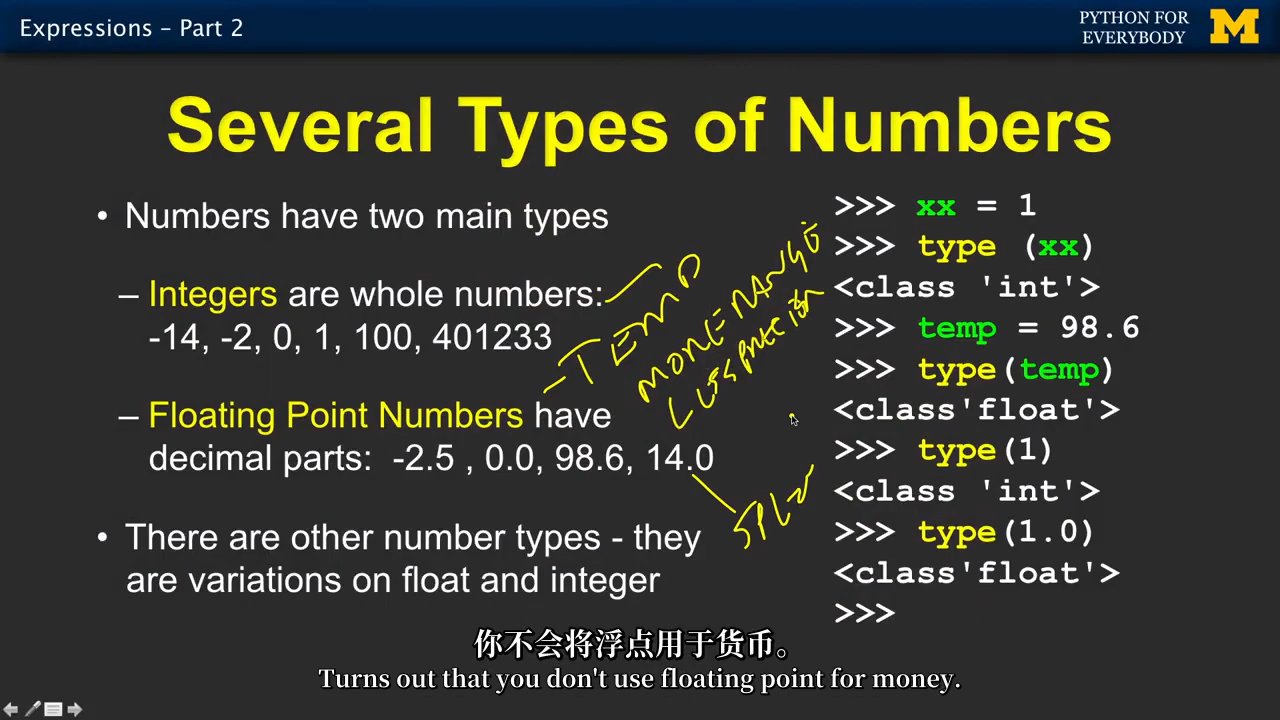 Expressions – Part 2
PYTHON FOR
EVERYBODY
M
Several Types of Numbers
• Numbers have two main types
– Integers are whole numbers:
-14, -2, 0, 1, 100, 401233
– Floating Point Numbers have
decimal parts: -2.5 , 0.0, 98.6, 14.0
• There are other number types - they
are variations on float and integer
- TEMP
MORE RANGE
LESS PRECISION
>>> xx = 1
>>> type (xx)
<class 'int'>
>>> temp = 98.6
>>> type(temp)
<class'float'>
>>> type(1)
<class 'int'>
>>> type(1.0)
<class'float'>
>>>
你不会将浮点用于货币。
Turns out that you don't use floating point for money.